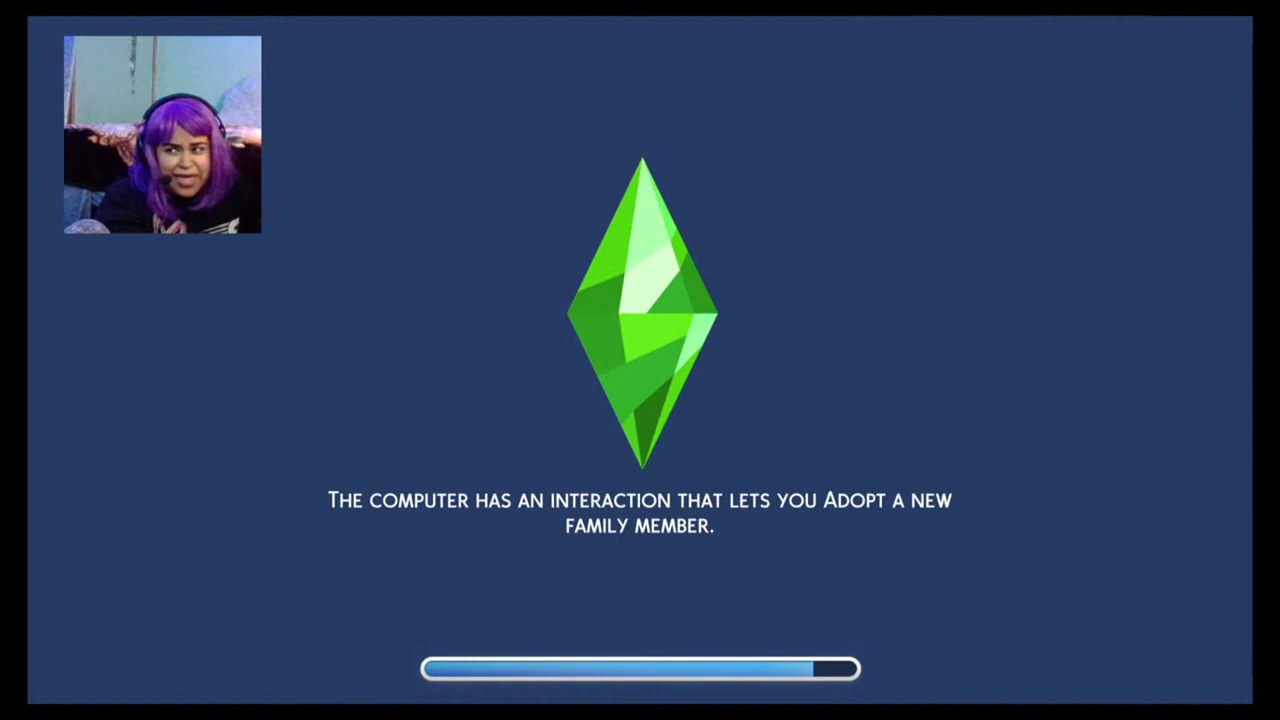 The computer has an interaction that lets you Adopt a new
family member.